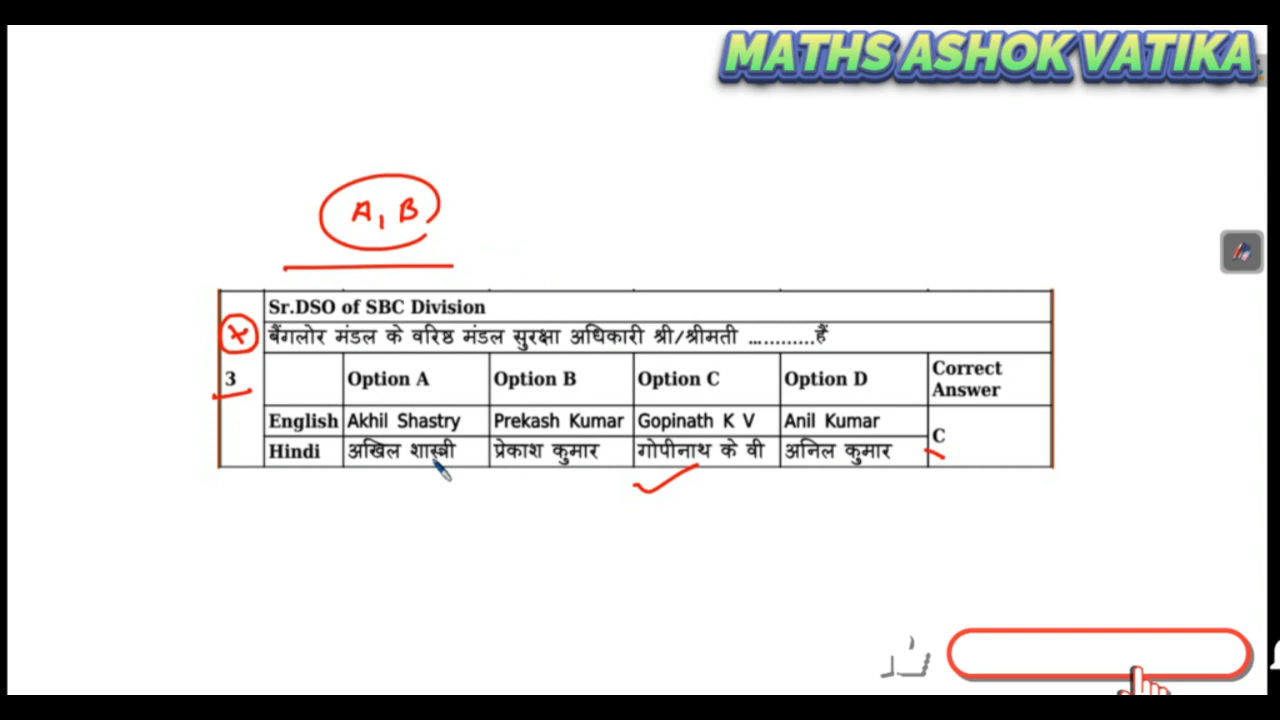 MATHS ASHOK VATIKA
A, B
Sr.DSO of SBC Division
बैंगलोर मंडल के वरिष्ठ मंडल सुरक्षा अधिकारी श्री/श्रीमती ............हैं
3 Option A Option B Option C Option D Correct Answer
English Akhil Shastry Prekash Kumar Gopinath K V Anil Kumar C
Hindi अखिल शास्त्री प्रेकाश कुमार गोपीनाथ के वी अनिल कुमार